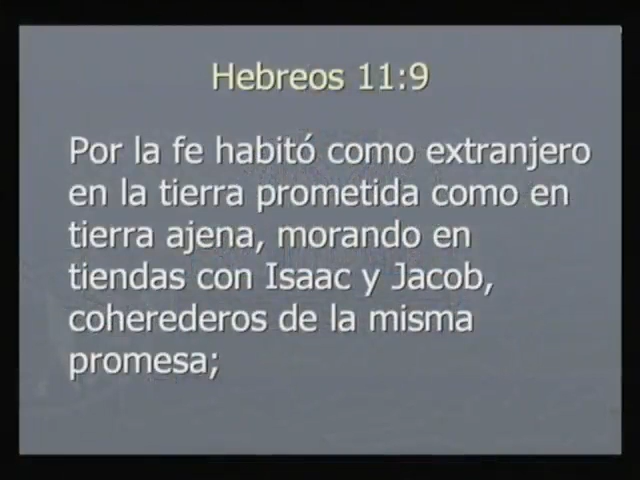 Hebreos 11:9
Por la fe habitó como extranjero
en la tierra prometida como en
tierra ajena, morando en
tiendas con Isaac y Jacob,
coherederos de la misma
promesa;